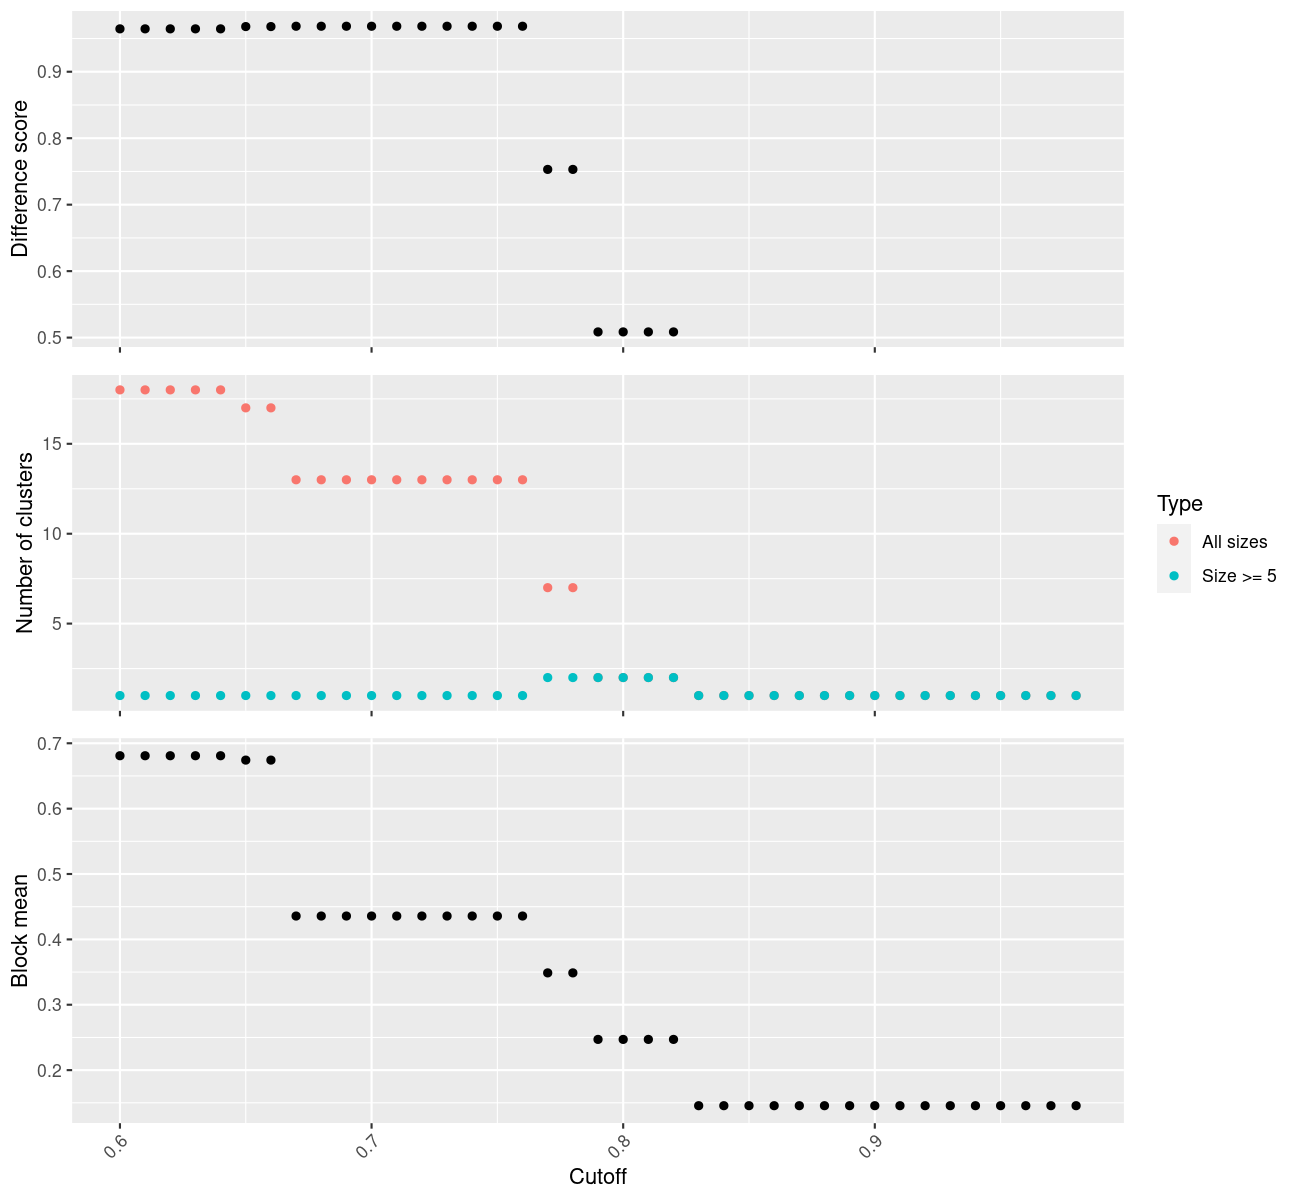 Difference score
0.9
0.8
0.7
0.6
0.5
Number of clusters
15
10
5
Type
All sizes
Size >= 5
Block mean
0.7
0.6
0.5
0.4
0.3
0.2
0.6 0.7 0.8 0.9
Cutoff